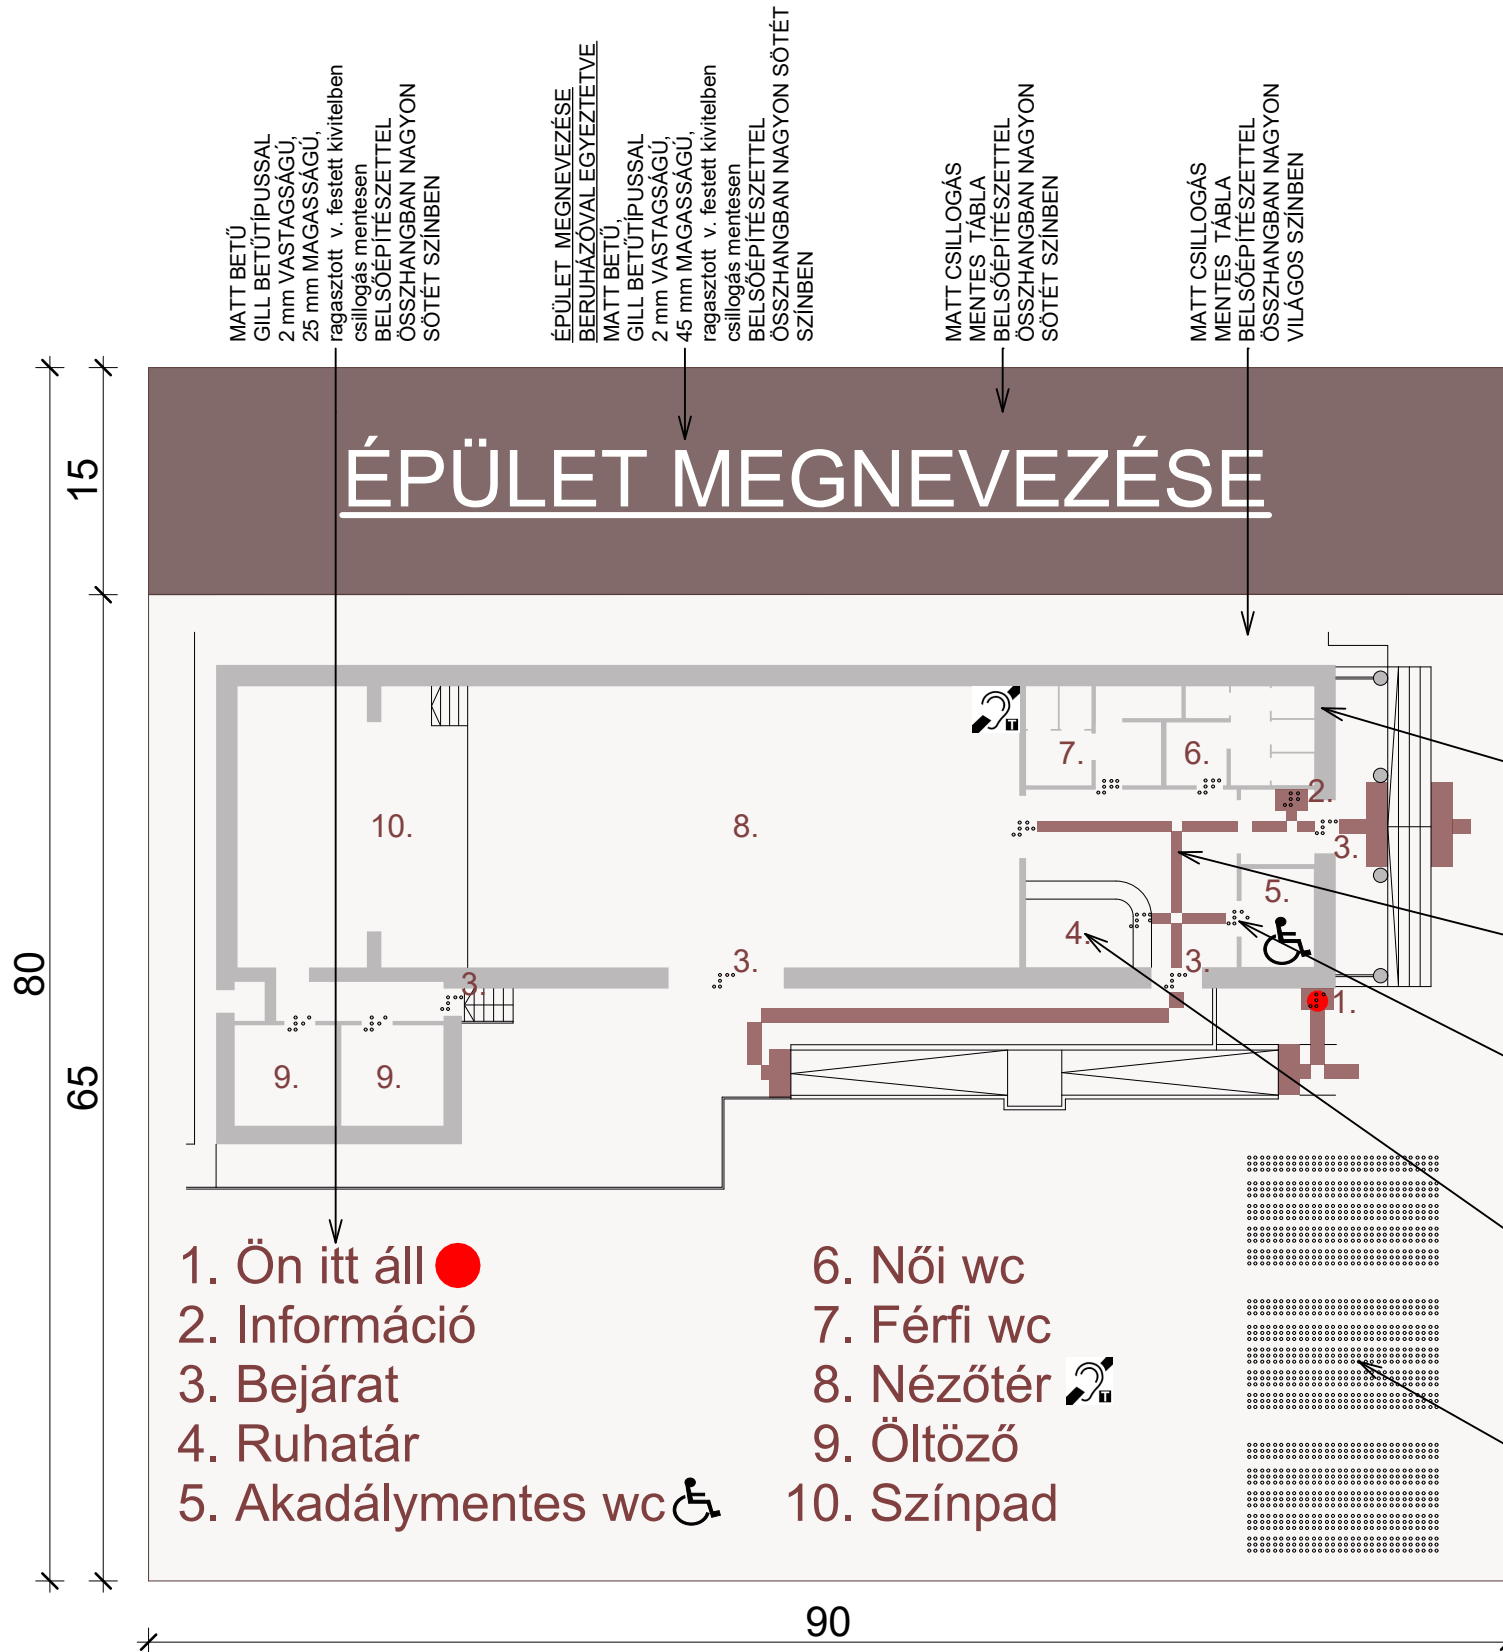 MATT BETŰ
GILL BETŰTÍPUSSAL
2 mm VASTAGSÁGÚ,
25 mm MAGASSÁGÚ,
ragasztott v. festett kivitelben
csillogás mentesen
BELSŐÉPÍTÉSZETTEL
ÖSSZHANGBAN NAGYON
SÖTÉT SZÍNBEN
ÉPÜLET MEGNEVEZÉSE
BERUHÁZÓVAL EGYEZTETVE
MATT BETŰ,
GILL BETŰTÍPUSSAL
2 mm VASTAGSÁGÚ,
45 mm MAGASSÁGÚ,
ragasztott v. festett kivitelben
csillogás mentesen
BELSŐÉPÍTÉSZETTEL
ÖSSZHANGBAN NAGYON SÖTÉT
SZÍNBEN
MATT CSILLOGÁS
MENTES TÁBLA
BELSŐÉPÍTÉSZETTEL
ÖSSZHANGBAN NAGYON
SÖTÉT SZÍNBEN
MATT CSILLOGÁS
MENTES TÁBLA
BELSŐÉPÍTÉSZETTEL
ÖSSZHANGBAN NAGYON
VILÁGOS SZÍNBEN
15
ÉPÜLET MEGNEVEZÉSE
80
65
T
7.
6.
2.
10.
8.
3.
5.
4.
3.
3.
3.
1.
9.
9.
1. Ön itt áll
2. Információ
3. Bejárat
4. Ruhatár
5. Akadálymentes wc
6. Női wc
7. Férfi wc
8. Nézőtér T
9. Öltöző
10. Színpad
90